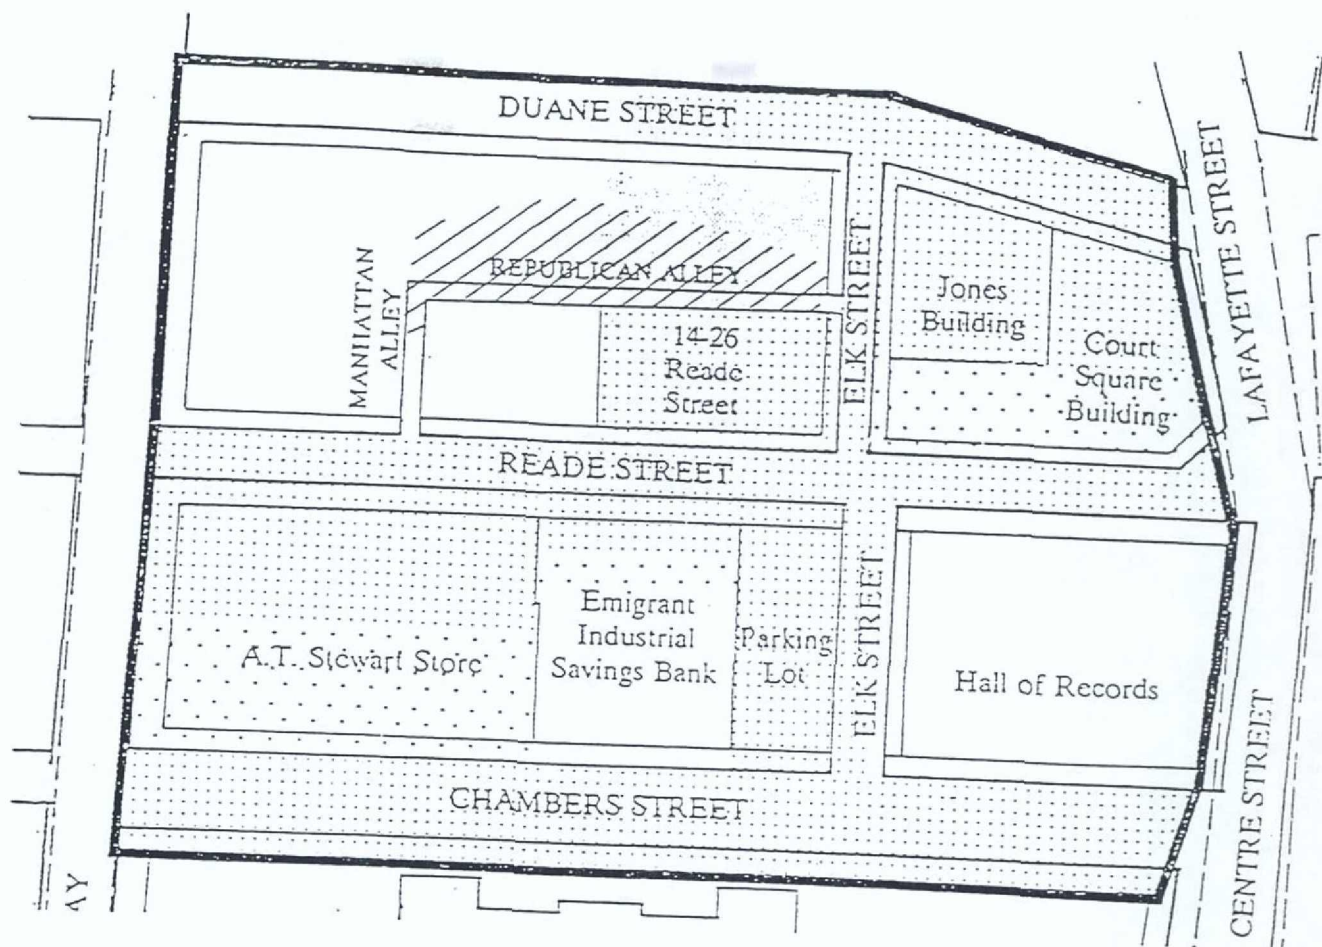 DUANE STREET
LAFAYETTE STREET
MANHATTAN
ALLEY
REPUBLICAN ALLEY
ELK STREET
Jones
Building
14-26
Reade
Street
Court
Square
Building
READE STREET
A.T. Stewart Store
Emigrant
Industrial
Savings Bank
Parking
Lot
ELK STREET
Hall of Records
CHAMBERS STREET
CENTRE STREET
AY